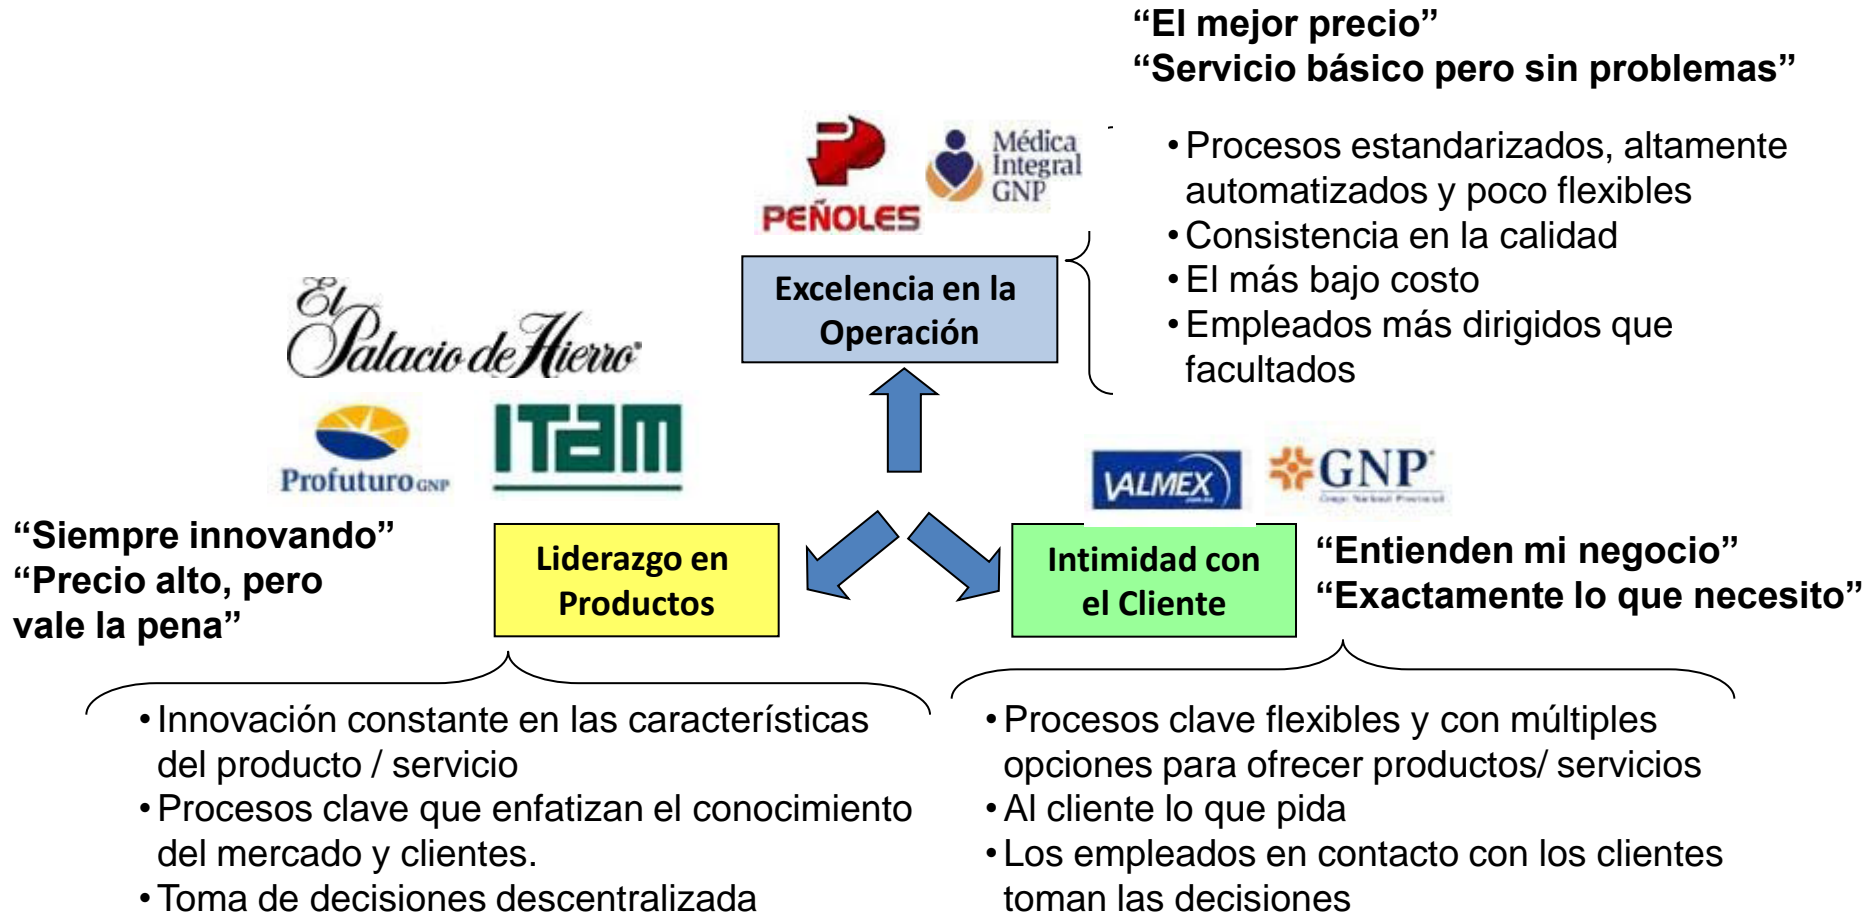 “El mejor precio”
“Servicio básico pero sin problemas”
PEÑOLES
Médica
Integral
GNP
• Procesos estandarizados, altamente
automatizados y poco flexibles
• Consistencia en la calidad
• El más bajo costo
• Empleados más dirigidos que
facultados
Excelencia en la
Operación
El
Palacio de Hierro
Profuturo GNP
ITAM
VALMEX
GNP
Grupo Nacional Provincial
“Siempre innovando”
“Precio alto, pero
vale la pena”
Liderazgo en
Productos
Intimidad con
el Cliente
“Entienden mi negocio”
“Exactamente lo que necesito”
• Innovación constante en las características
del producto / servicio
• Procesos clave que enfatizan el conocimiento
del mercado y clientes.
• Toma de decisiones descentralizada
• Procesos clave flexibles y con múltiples
opciones para ofrecer productos/ servicios
• Al cliente lo que pida
• Los empleados en contacto con los clientes
toman las decisiones